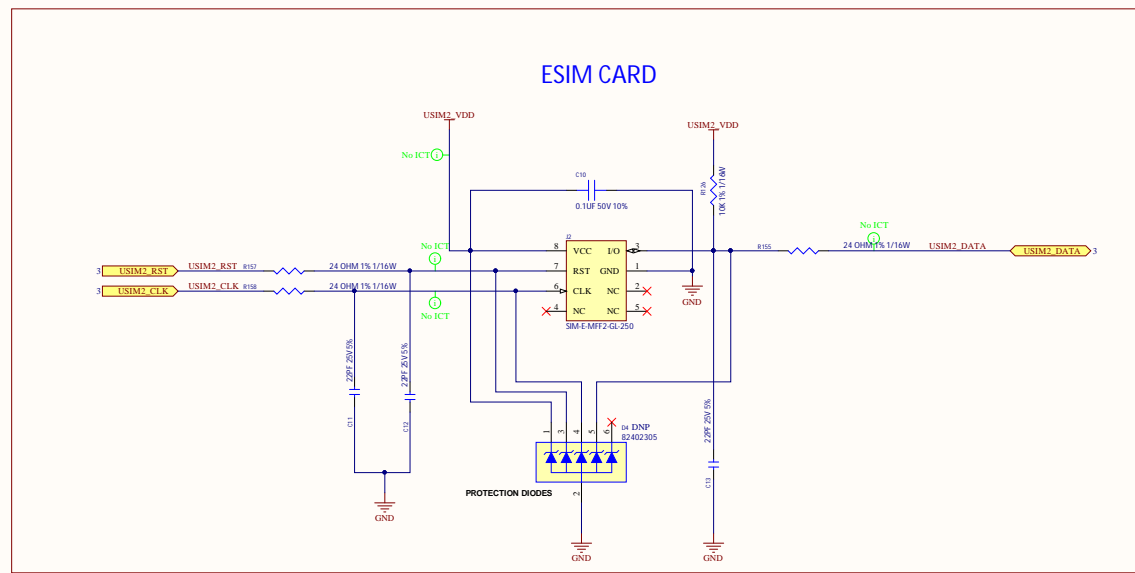 ESIM CARD
USIM2_VDD
USIM2_VDD
No ICT
C10
0.1UF 50V 10%
R126
10K 1% 1/16W
No ICT
J2
8 VCC I/O 3
R155
24 OHM 1% 1/16W
USIM2_DATA
USIM2_DATA 3
No ICT
3 USIM2_RST
USIM2_RST R157
24 OHM 1% 1/16W
7 RST GND 1
3 USIM2_CLK
USIM2_CLK R158
24 OHM 1% 1/16W
6 CLK NC 2
GND
No ICT
4 NC NC 5
SIM-E-MFF2-GL-250
22PF 25V 5%
C11
22PF 25V 5%
C12
1 3 4 5 6
D4 DNP
82402305
22PF 25V 5%
C13
PROTECTION DIODES
2
GND
GND
GND